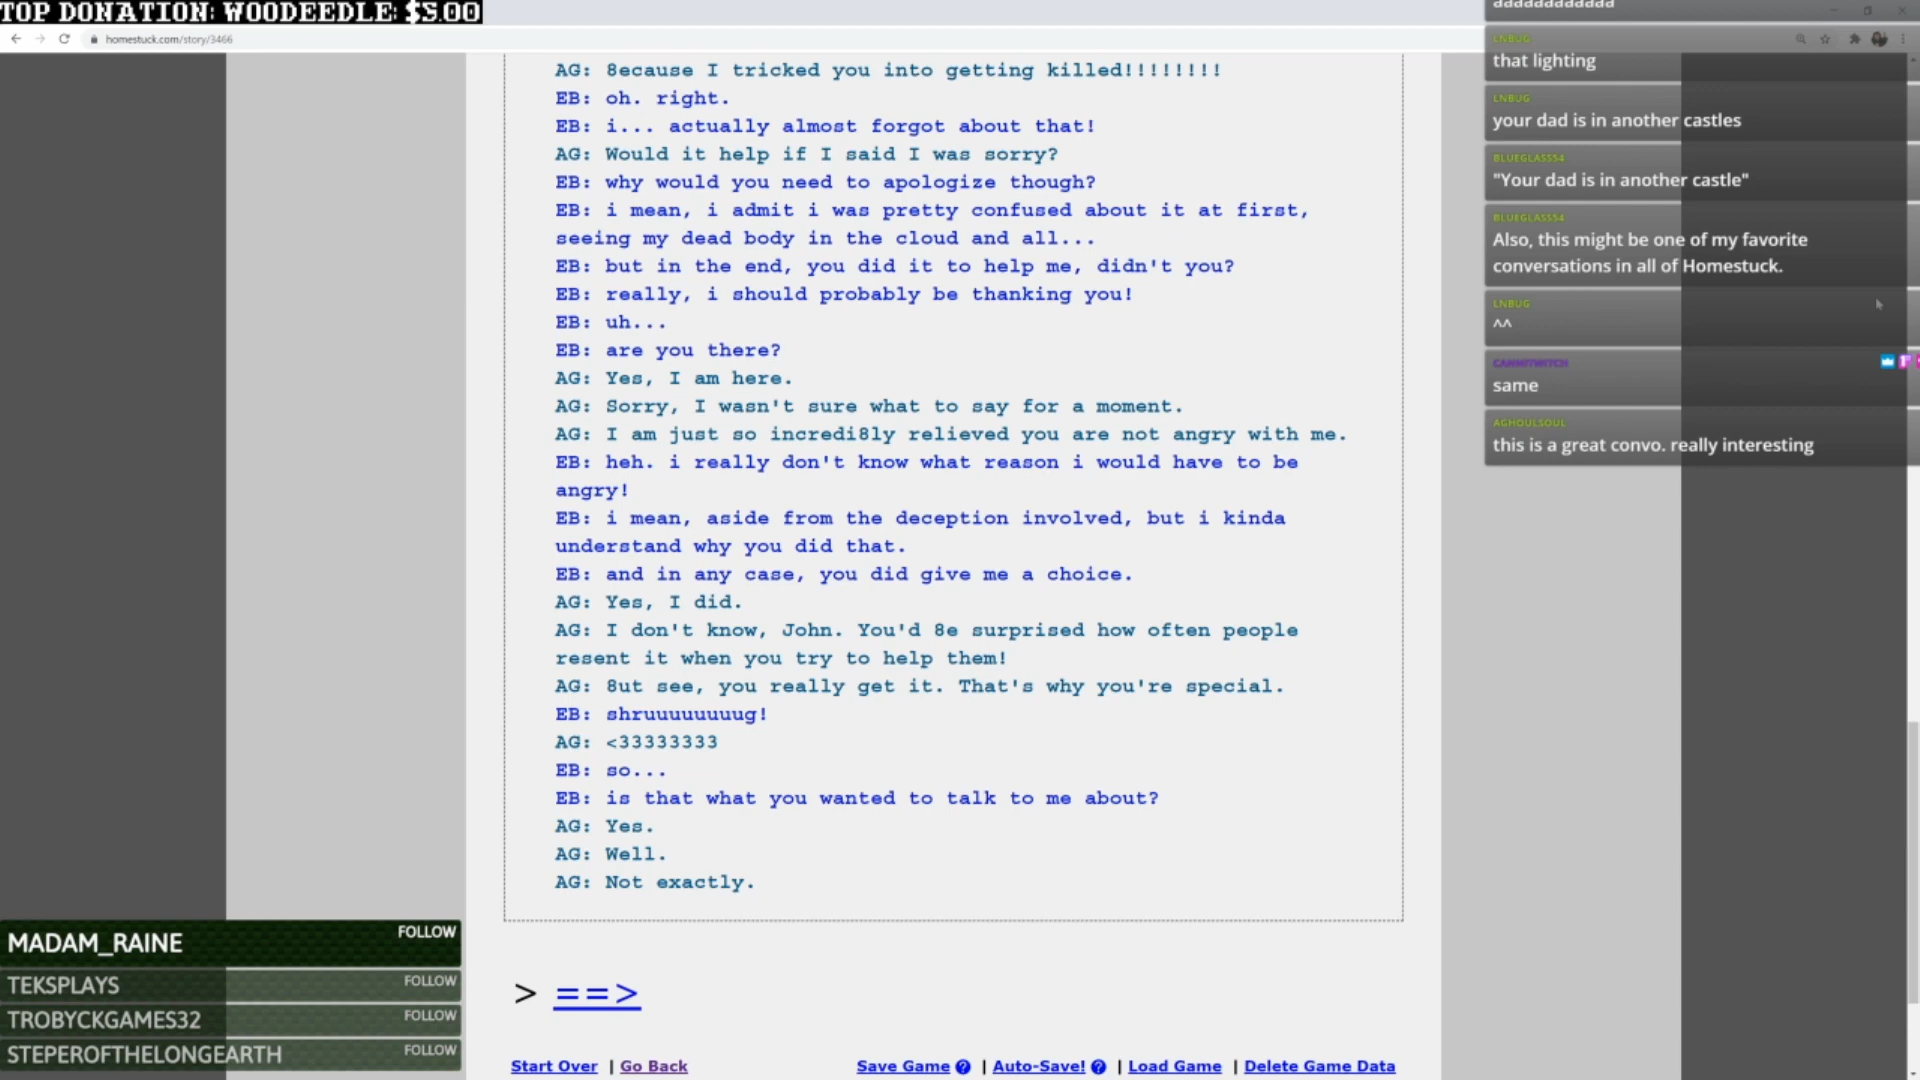 TOP DONATION: WOODEEDLE: $5.00
homestuck.com/story/3466
AG: 8ecause I tricked you into getting killed!!!!!!!!
EB: oh. right.
EB: i... actually almost forgot about that!
AG: Would it help if I said I was sorry?
EB: why would you need to apologize though?
EB: i mean, i admit i was pretty confused about it at first,
seeing my dead body in the cloud and all...
EB: but in the end, you did it to help me, didn't you?
EB: really, i should probably be thanking you!
EB: uh...
EB: are you there?
AG: Yes, I am here.
AG: Sorry, I wasn't sure what to say for a moment.
AG: I am just so incredi8ly relieved you are not angry with me.
EB: heh. i really don't know what reason i would have to be
angry!
EB: i mean, aside from the deception involved, but i kinda
understand why you did that.
EB: and in any case, you did give me a choice.
AG: Yes, I did.
AG: I don't know, John. You'd 8e surprised how often people
resent it when you try to help them!
AG: 8ut see, you really get it. That's why you're special.
EB: shruuuuuuuug!
AG: <33333333
EB: so...
EB: is that what you wanted to talk to me about?
AG: Yes.
AG: Well.
AG: Not exactly.
> ==>
Start Over | Go Back
Save Game ? | Auto-Save! ? | Load Game | Delete Game Data
aaaaaaaaaaaa
LNBUG
that lighting
LNBUG
your dad is in another castles
BLUEGLASS54
"Your dad is in another castle"
BLUEGLASS54
Also, this might be one of my favorite
conversations in all of Homestuck.
LNBUG
^^
CANNITWITCH
same
AGHOULSOUL
this is a great convo. really interesting
MADAM_RAINE FOLLOW
TEKSPLAYS FOLLOW
TROBYCKGAMES32 FOLLOW
STEPEROFTHELONGEARTH FOLLOW